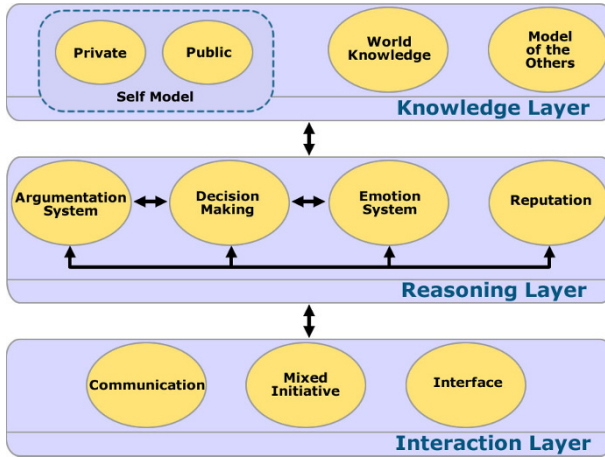 Private
Public
Self Model
World
Knowledge
Model
of the
Others
Knowledge Layer
Argumentation
System
Decision
Making
Emotion
System
Reputation
Reasoning Layer
Communication
Mixed
Initiative
Interface
Interaction Layer